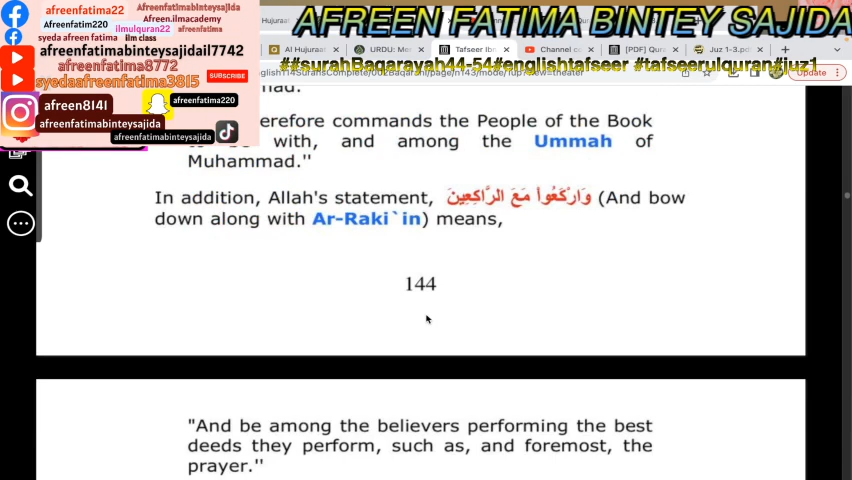 afreenfatima22
Afreenfatimabinteysajida
Afreen.ilmacademy
Afreenfatima220
ilmulquran22
afreenfatima
syeda afreen fatima
ilm class
afreenfatimabinteysajidail7742
afreenfatima8772
syedaafreenfatima3815
SUBSCRIBE
afreen8141
afreenfatima220
afreenfatimabinteysajida
afreenfatimabinteysajida
AFREEN FATIMA BINTEY SAJIDA
Al Hujuraat
URDU: Mer
Tafseer Ibn
Channel co
[PDF] Qura
Juz 1-3.pd
##surahBaqarayah44-54#englishtafseer #tafseerulquran#juz1
Update
erefore commands the People of the Book
with, and among the Ummah of
Muhammad."
In addition, Allah's statement, وَارْكَعُواْ مَعَ الرَّاكِعِينَ (And bow
down along with Ar-Raki`in) means,
144
"And be among the believers performing the best
deeds they perform, such as, and foremost, the
prayer."